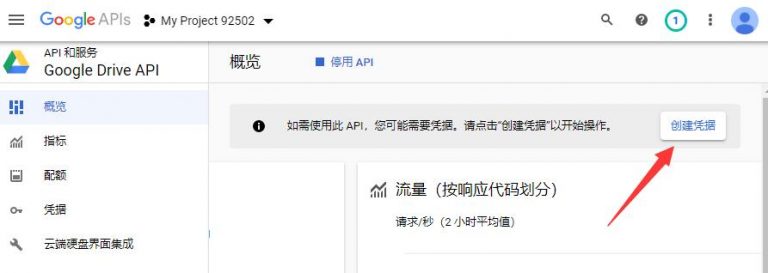 Google APIs
My Project 92502
1
API 和服务
Google Drive API
概览
停用 API
概览
指标
配额
凭据
云端硬盘界面集成
如需使用此 API，您可能需要凭据。请点击“创建凭据”以开始操作。
创建凭据
流量（按响应代码划分）
请求/秒（2 小时平均值）